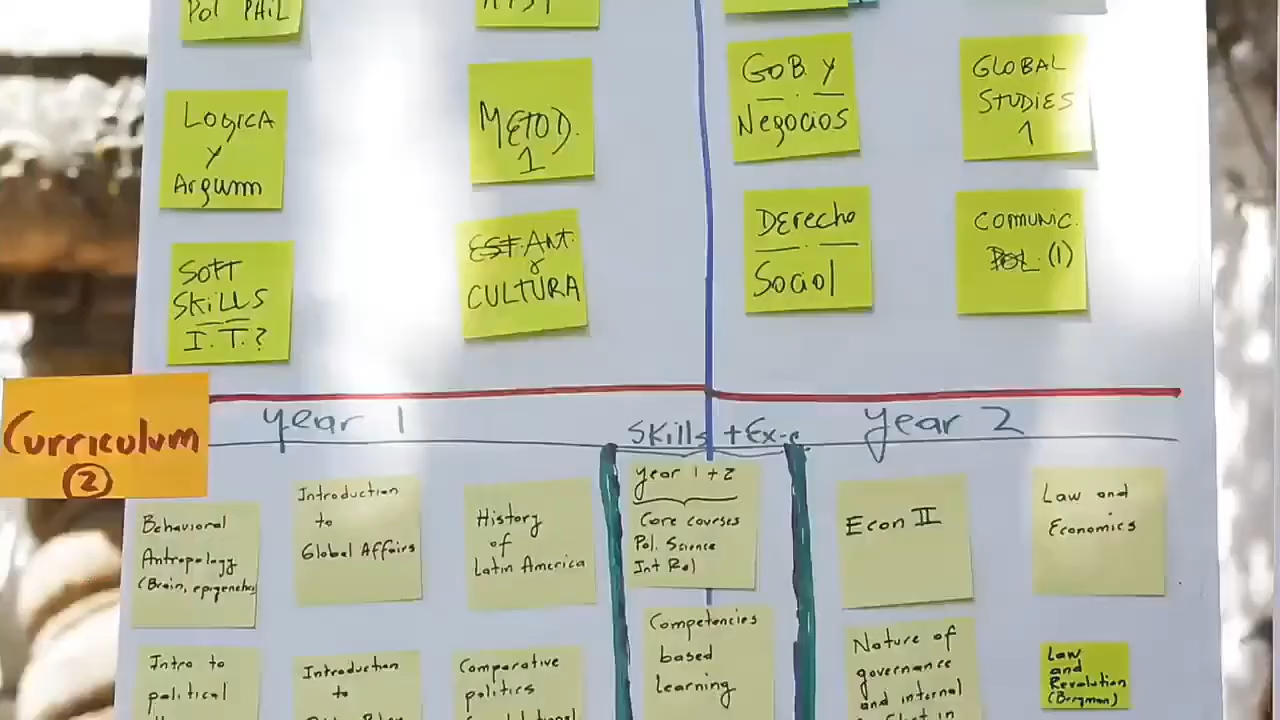 Pol PHiL
LOGICA
y
Argumm
SOFT
SKiLLS
I.T.?
METOD.
1
EST. ANT.
y
CULTURA
GOB. Y
Negocios
DErecho
Social
GLOBAL
STUDIES
1
COMUNIC.
POL. (1)
Curriculum
2
year 1
Skills + Ex-c
year 2
Behavioral
Antropology
(Brain, epigenetics
Introduction
to
Global Affairs
History
of
Latin America
year 1 + 2
Core courses
Pol. Science
Int Rel
Econ II
Law and
Economics
Intro to
political
Introduction
to
Comparative
politics
Competencies
based
learning
Nature of
governance
and internal
in
Law
and
Revolution
(Bergman)